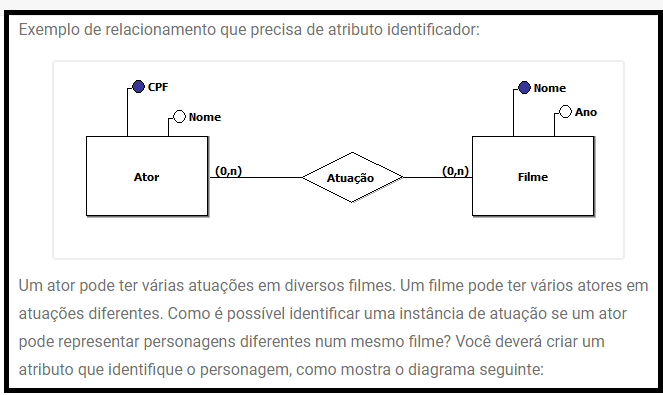 Exemplo de relacionamento que precisa de atributo identificador:
CPF
Nome
Nome
Ano
Ator
(0,n)
Atuação
(0,n)
Filme
Um ator pode ter várias atuações em diversos filmes. Um filme pode ter vários atores em
atuações diferentes. Como é possível identificar uma instância de atuação se um ator
pode representar personagens diferentes num mesmo filme? Você deverá criar um
atributo que identifique o personagem, como mostra o diagrama seguinte: